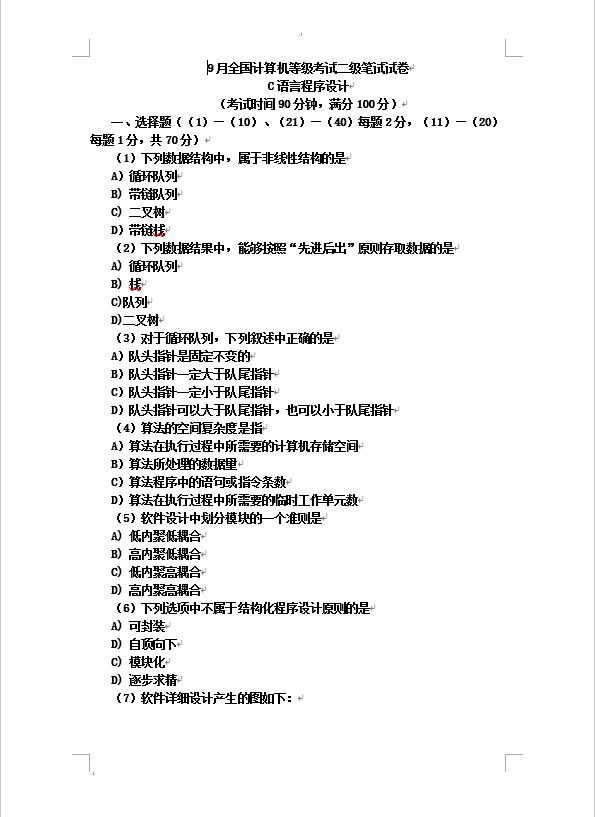 9月全国计算机等级考试二级笔试试卷
C语言程序设计
（考试时间90分钟，满分100分）
一、选择题（（1）—（10）、（21）—（40）每题2分，（11）—（20）
每题1分，共70分）
（1）下列数据结构中，属于非线性结构的是
A）循环队列
B) 带链队列
C) 二叉树
D）带链栈
（2）下列数据结果中，能够按照“先进后出”原则存取数据的是
A) 循环队列
B) 栈
C)队列
D)二叉树
（3）对于循环队列，下列叙述中正确的是
A）队头指针是固定不变的
B）队头指针一定大于队尾指针
C）队头指针一定小于队尾指针
D）队头指针可以大于队尾指针，也可以小于队尾指针
（4）算法的空间复杂度是指
A）算法在执行过程中所需要的计算机存储空间
B）算法所处理的数据量
C）算法程序中的语句或指令条数
D）算法在执行过程中所需要的临时工作单元数
（5）软件设计中划分模块的一个准则是
A) 低内聚低耦合
B) 高内聚低耦合
C) 低内聚高耦合
D) 高内聚高耦合
（6）下列选项中不属于结构化程序设计原则的是
A) 可封装
D) 自顶向下
C) 模块化
D) 逐步求精
（7）软件详细设计产生的图如下：